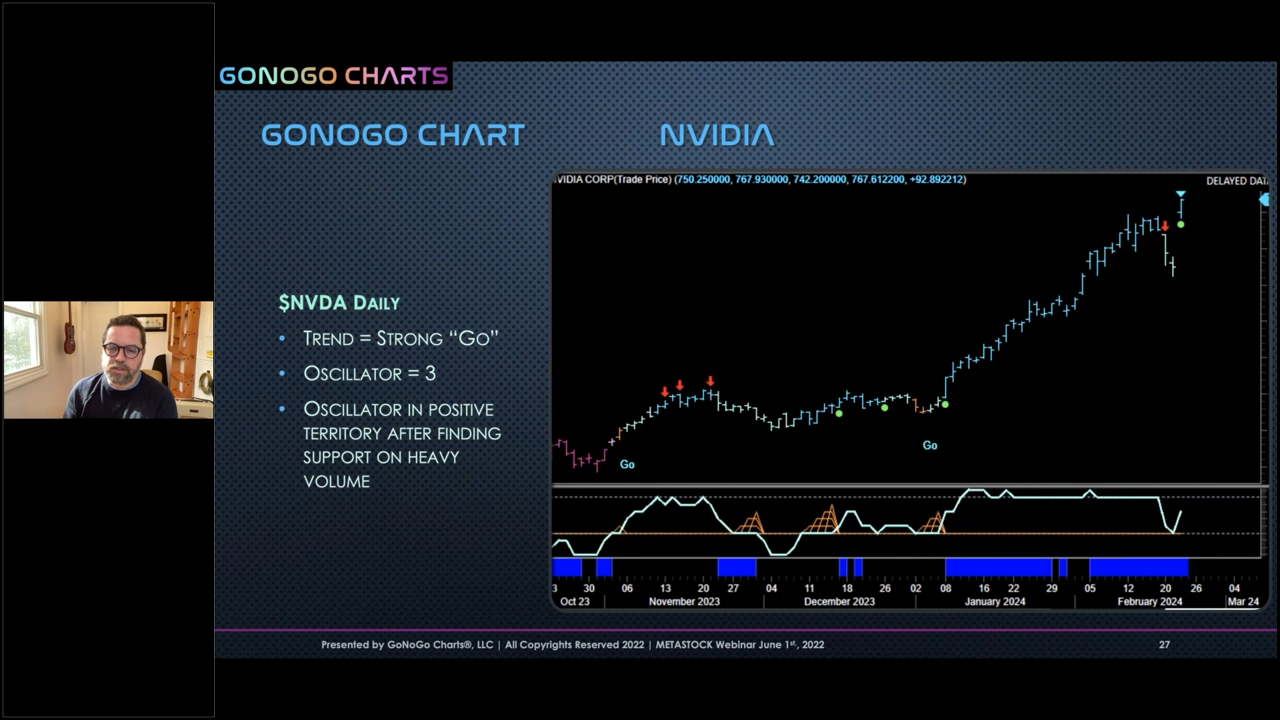 GONOGO CHARTS
GONOGO CHART
NVIDIA
VIDIA CORP(Trade Price) (750.250000, 767.930000, 742.200000, 767.612200, +92.892212)
DELAYED DAT
$NVDA DAILY
• TREND = STRONG “GO”
• OSCILLATOR = 3
• OSCILLATOR IN POSITIVE
TERRITORY AFTER FINDING
SUPPORT ON HEAVY
VOLUME
Go
Go
3 30 06 13 20 27 04 11 18 26 02 08 16 22 29 05 12 20 26 04
Oct 23 November 2023 December 2023 January 2024 February 2024 Mar 24
Presented by GoNoGo Charts®, LLC | All Copyrights Reserved 2022 | METASTOCK Webinar June 1st, 2022
27